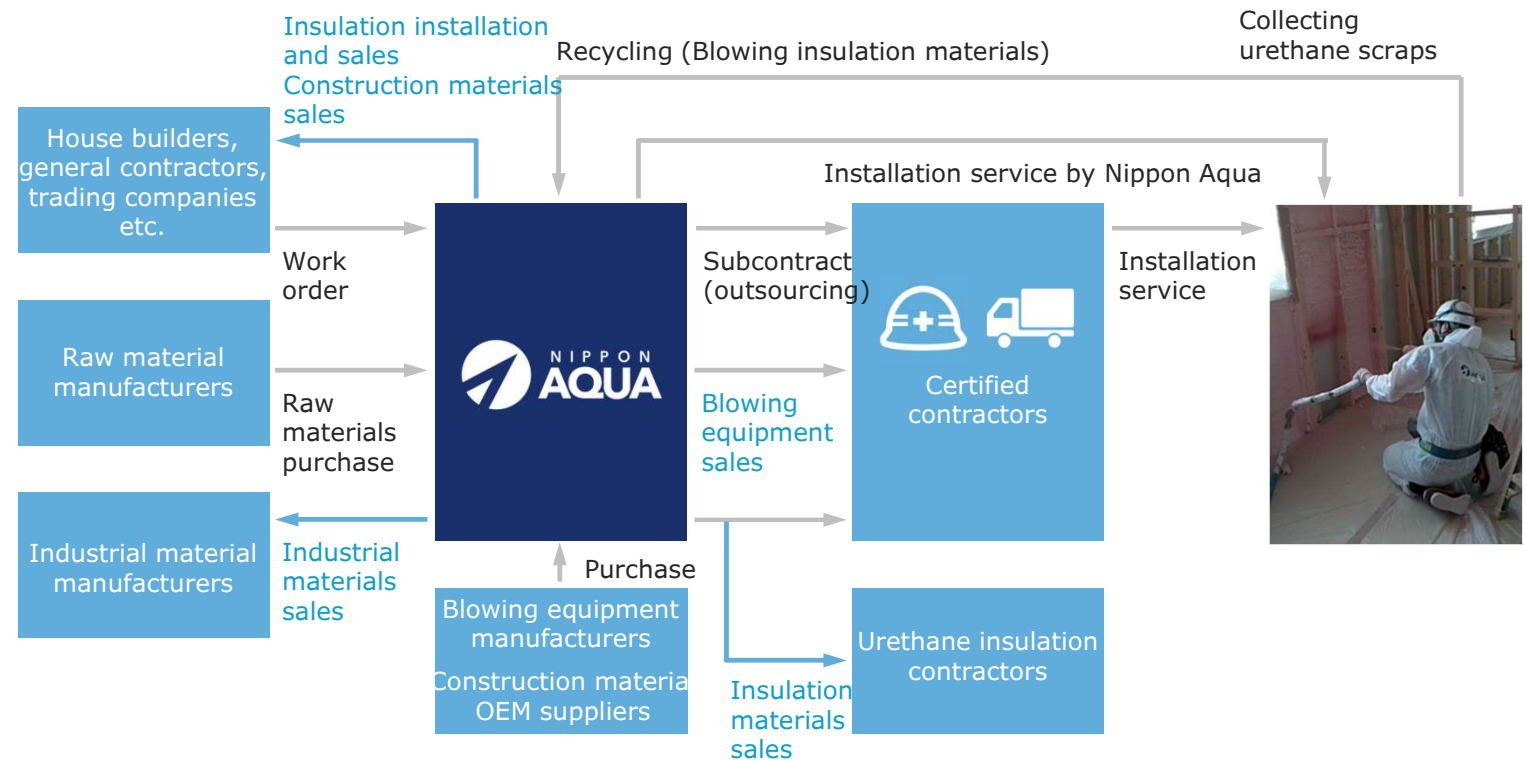 Insulation installation
and sales
Construction materials
sales
Recycling (Blowing insulation materials)
Collecting
urethane scraps
House builders,
general contractors,
trading companies
etc.
Installation service by Nippon Aqua
Work
order
Subcontract
(outsourcing)
Installation
service
Raw material
manufacturers
Raw
materials
purchase
NIPPON
AQUA
Blowing
equipment
sales
Certified
contractors
Industrial material
manufacturers
Industrial
materials
sales
Purchase
Blowing equipment
manufacturers
Construction materia
OEM suppliers
Insulation
materials
sales
Urethane insulation
contractors